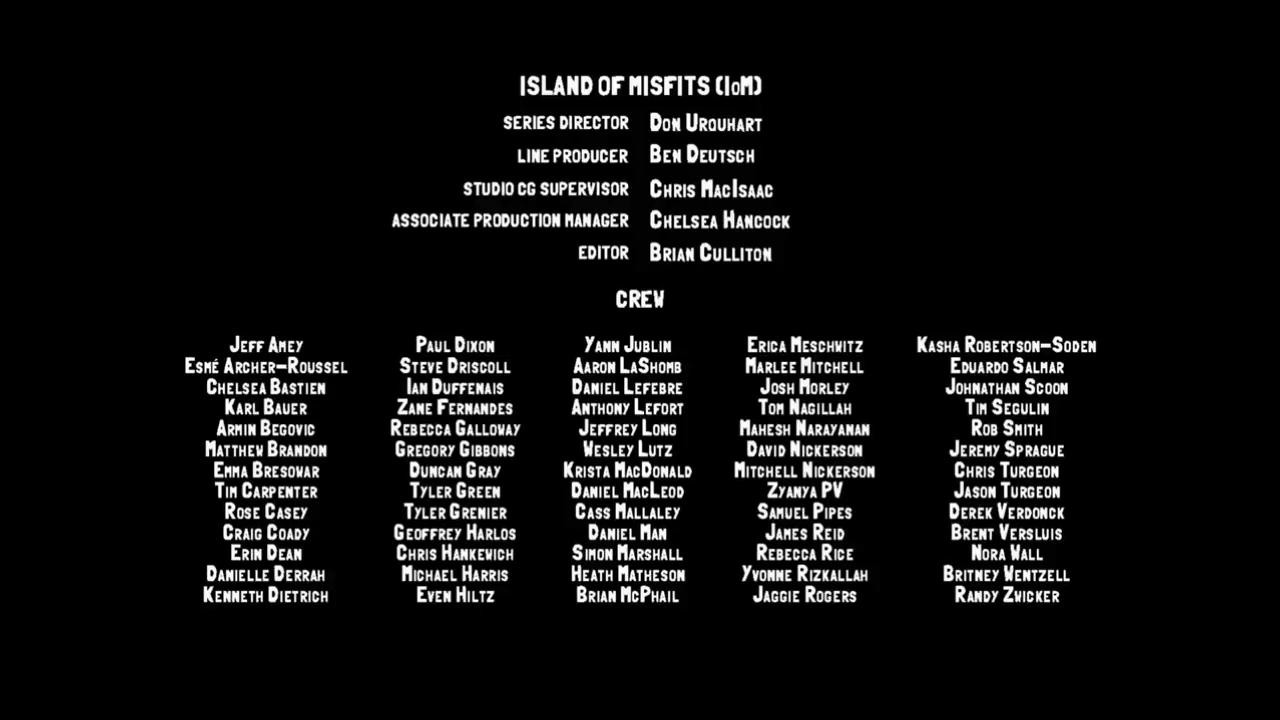 ISLAND OF MISFITS (IoM)
SERIES DIRECTOR Don Urquhart
LINE PRODUCER Ben Deutsch
STUDIO CG SUPERVISOR Chris MacIsaac
ASSOCIATE PRODUCTION MANAGER Chelsea Hancock
EDITOR Brian Culliton
CREW
Jeff Amey Paul Dixon Yann Jublin Erica Meschwitz Kasha Robertson-Soden
Esmé Archer-Roussel Steve Driscoll Aaron LaShomb Marlee Mitchell Eduardo Salmar
Chelsea Bastien Ian Duffenais Daniel Lefebre Josh Morley Johnathan Scoon
Karl Bauer Zane Fernandes Anthony Lefort Tom Nagillah Tim Segulin
Armin Begovic Rebecca Galloway Jeffrey Long Mahesh Narayanan Rob Smith
Matthew Brandon Gregory Gibbons Wesley Lutz David Nickerson Jeremy Sprague
Emma Bresowar Duncan Gray Krista MacDonald Mitchell Nickerson Chris Turgeon
Tim Carpenter Tyler Green Daniel MacLeod Zyanya PV Jason Turgeon
Rose Casey Tyler Grenier Cass Mallaley Samuel Pipes Derek Verdonck
Craig Coady Geoffrey Harlos Daniel Man James Reid Brent Versluis
Erin Dean Chris Hankewich Simon Marshall Rebecca Rice Nora Wall
Danielle Derrah Michael Harris Heath Matheson Yvonne Rizkallah Britney Wentzell
Kenneth Dietrich Even Hiltz Brian McPhail Jaggie Rogers Randy Zwicker